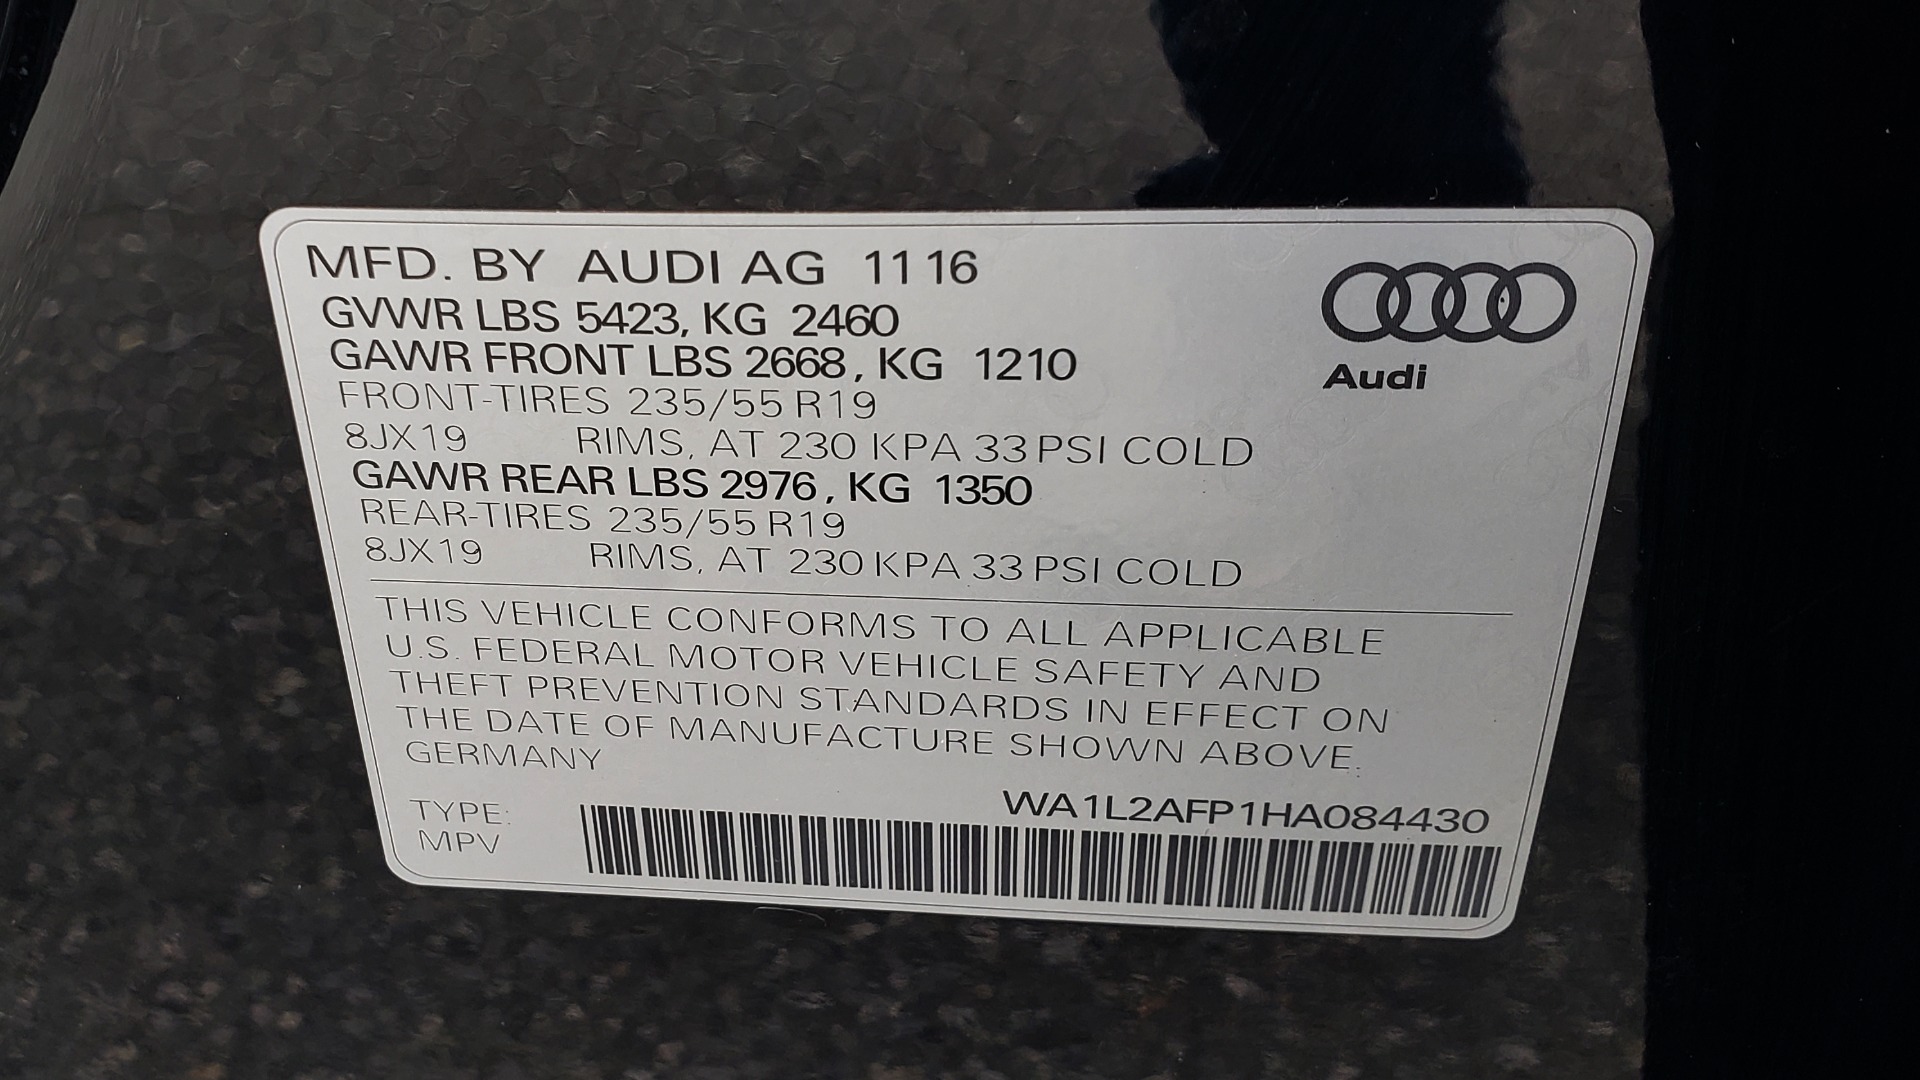 MFD. BY AUDI AG 11 16
GVWR LBS 5423, KG 2460
GAWR FRONT LBS 2668, KG 1210
FRONT-TIRES 235/55 R19
8JX19 RIMS, AT 230 KPA 33 PSI COLD
GAWR REAR LBS 2976, KG 1350
REAR-TIRES 235/55 R19
8JX19 RIMS, AT 230 KPA 33 PSI COLD
Audi
THIS VEHICLE CONFORMS TO ALL APPLICABLE
U.S. FEDERAL MOTOR VEHICLE SAFETY AND
THEFT PREVENTION STANDARDS IN EFFECT ON
THE DATE OF MANUFACTURE SHOWN ABOVE.
GERMANY
TYPE:
MPV
WA1L2AFP1HA084430